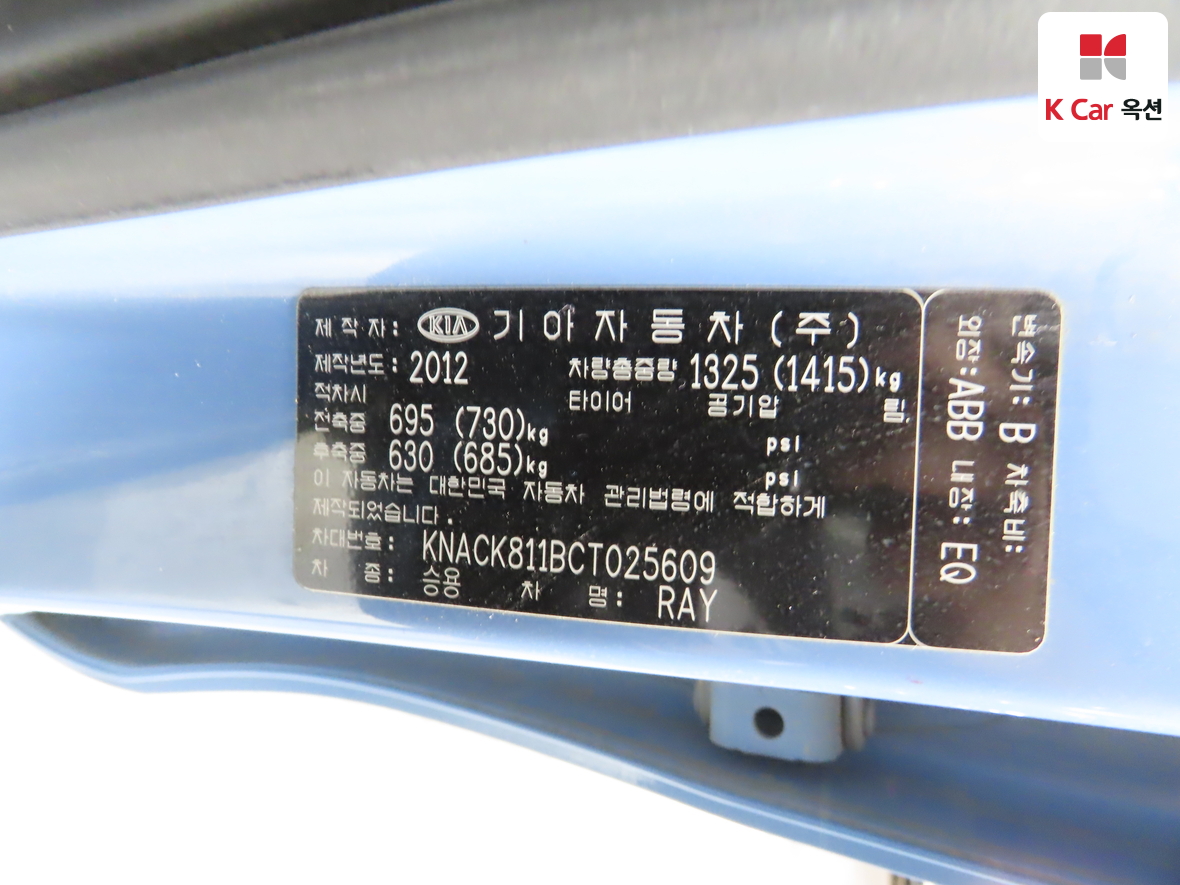 K Car 옥션
제 작 자 : KIA 기 아 자 동 차 ( 주 )
제작년도 : 2012 차량총중량 1325 (1415)kg
적차시 타이어 공기압 림
전축중 695 (730)kg psi
후축중 630 (685)kg psi
이 자동차는 대한민국 자동차 관리법령에 적합하게
제작되었습니다 .
차대번호 : KNACK811BCT025609
차 종 : 승용 차 명 : RAY
변속기: B 차축비:
외장:ABB 내장: EQ